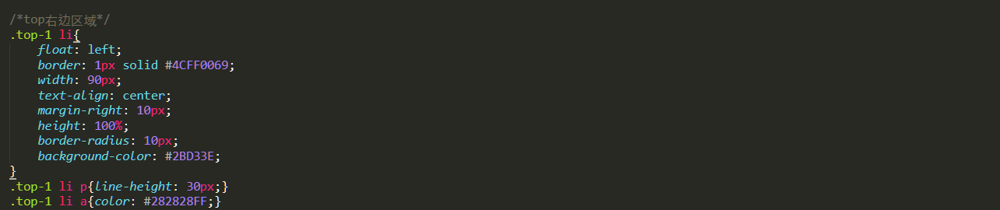 /*top右边区域*/
.top-1 li{
float: left;
border: 1px solid #4CFF0069;
width: 90px;
text-align: center;
margin-right: 10px;
height: 100%;
border-radius: 10px;
background-color: #2BD33E;
}
.top-1 li p{line-height: 30px;}
.top-1 li a{color: #282828FF;}